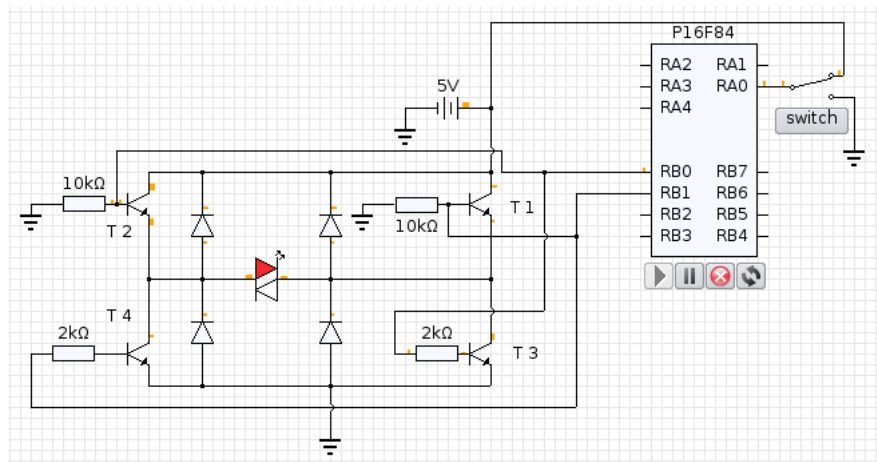 P16F84
RA2 RA1
5V
RA3 RA0
RA4
switch
RB0 RB7
10kΩ
RB1 RB6
T 1
RB2 RB5
10kΩ
T 2
RB3 RB4
T 4
2kΩ
2kΩ
T 3